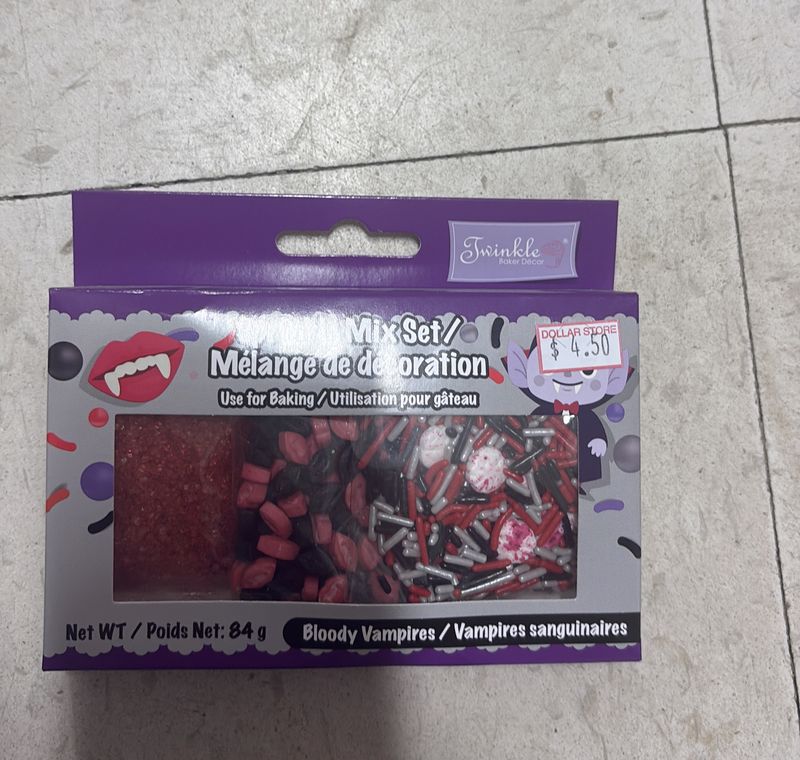 Twinkle
Baker Décor
Mix Set/
DOLLAR STORE
$ 4.50
Mélange de décoration
Use for Baking / Utilisation pour gâteau
Net WT / Poids Net: 84 g
Bloody Vampires / Vampires sanguinaires